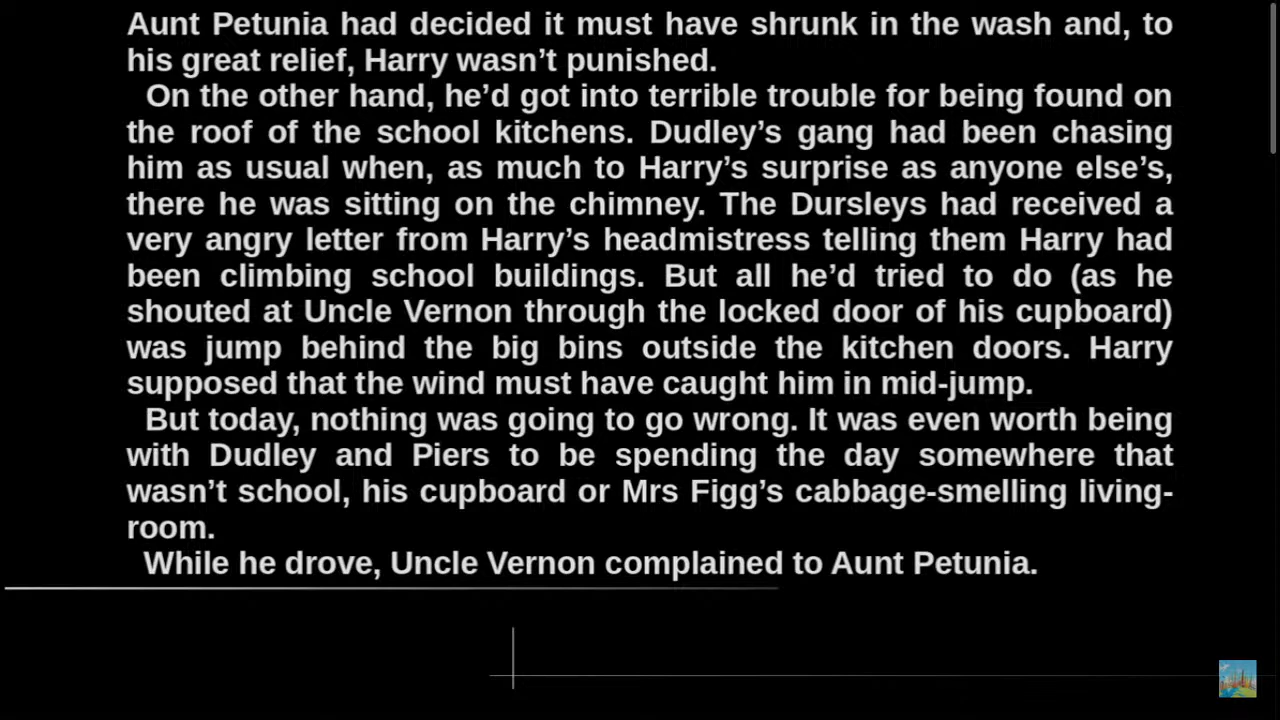 Aunt Petunia had decided it must have shrunk in the wash and, to
his great relief, Harry wasn’t punished.
On the other hand, he’d got into terrible trouble for being found on
the roof of the school kitchens. Dudley’s gang had been chasing
him as usual when, as much to Harry’s surprise as anyone else’s,
there he was sitting on the chimney. The Dursleys had received a
very angry letter from Harry’s headmistress telling them Harry had
been climbing school buildings. But all he’d tried to do (as he
shouted at Uncle Vernon through the locked door of his cupboard)
was jump behind the big bins outside the kitchen doors. Harry
supposed that the wind must have caught him in mid-jump.
But today, nothing was going to go wrong. It was even worth being
with Dudley and Piers to be spending the day somewhere that
wasn’t school, his cupboard or Mrs Figg’s cabbage-smelling living-
room.
While he drove, Uncle Vernon complained to Aunt Petunia.